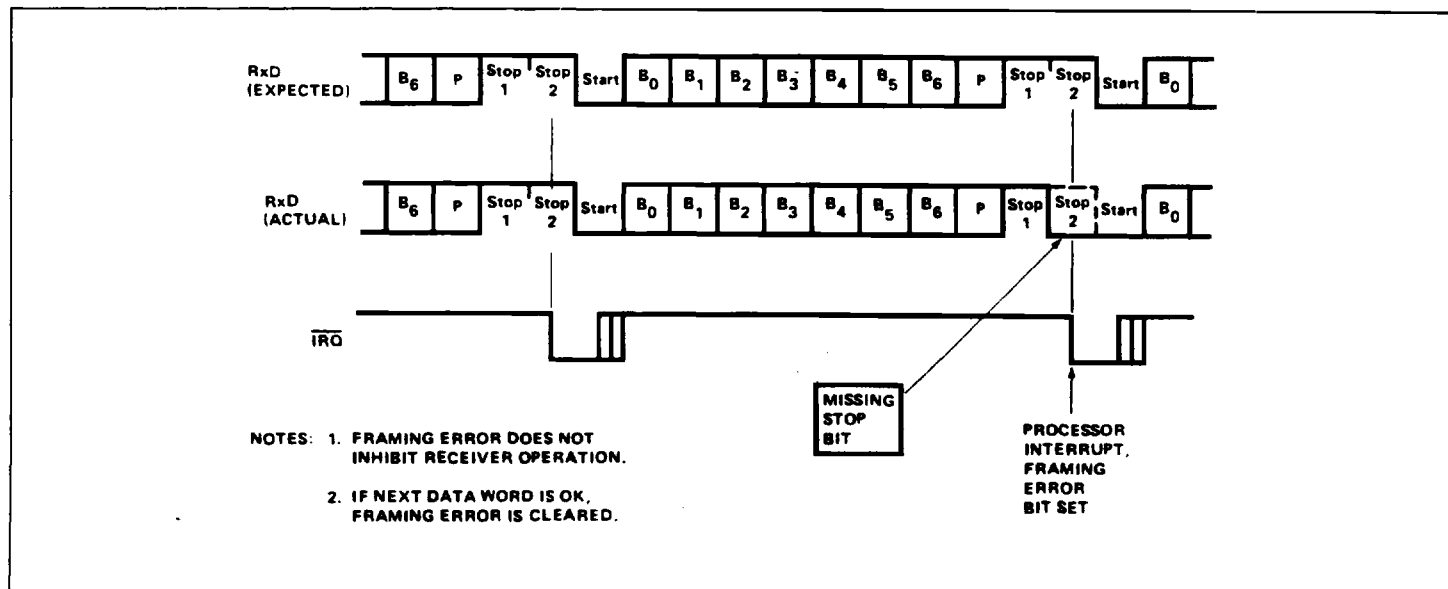 RxD
(EXPECTED)
B6 P Stop 1 Stop 2 Start B0 B1 B2 B3 B4 B5 B6 P Stop 1 Stop 2 Start B0
RxD
(ACTUAL)
B6 P Stop 1 Stop 2 Start B0 B1 B2 B3 B4 B5 B6 P Stop 1 Stop 2 Start B0
IRQ
MISSING
STOP
BIT
PROCESSOR
INTERRUPT,
FRAMING
ERROR
BIT SET
NOTES: 1. FRAMING ERROR DOES NOT
INHIBIT RECEIVER OPERATION.
2. IF NEXT DATA WORD IS OK,
FRAMING ERROR IS CLEARED.